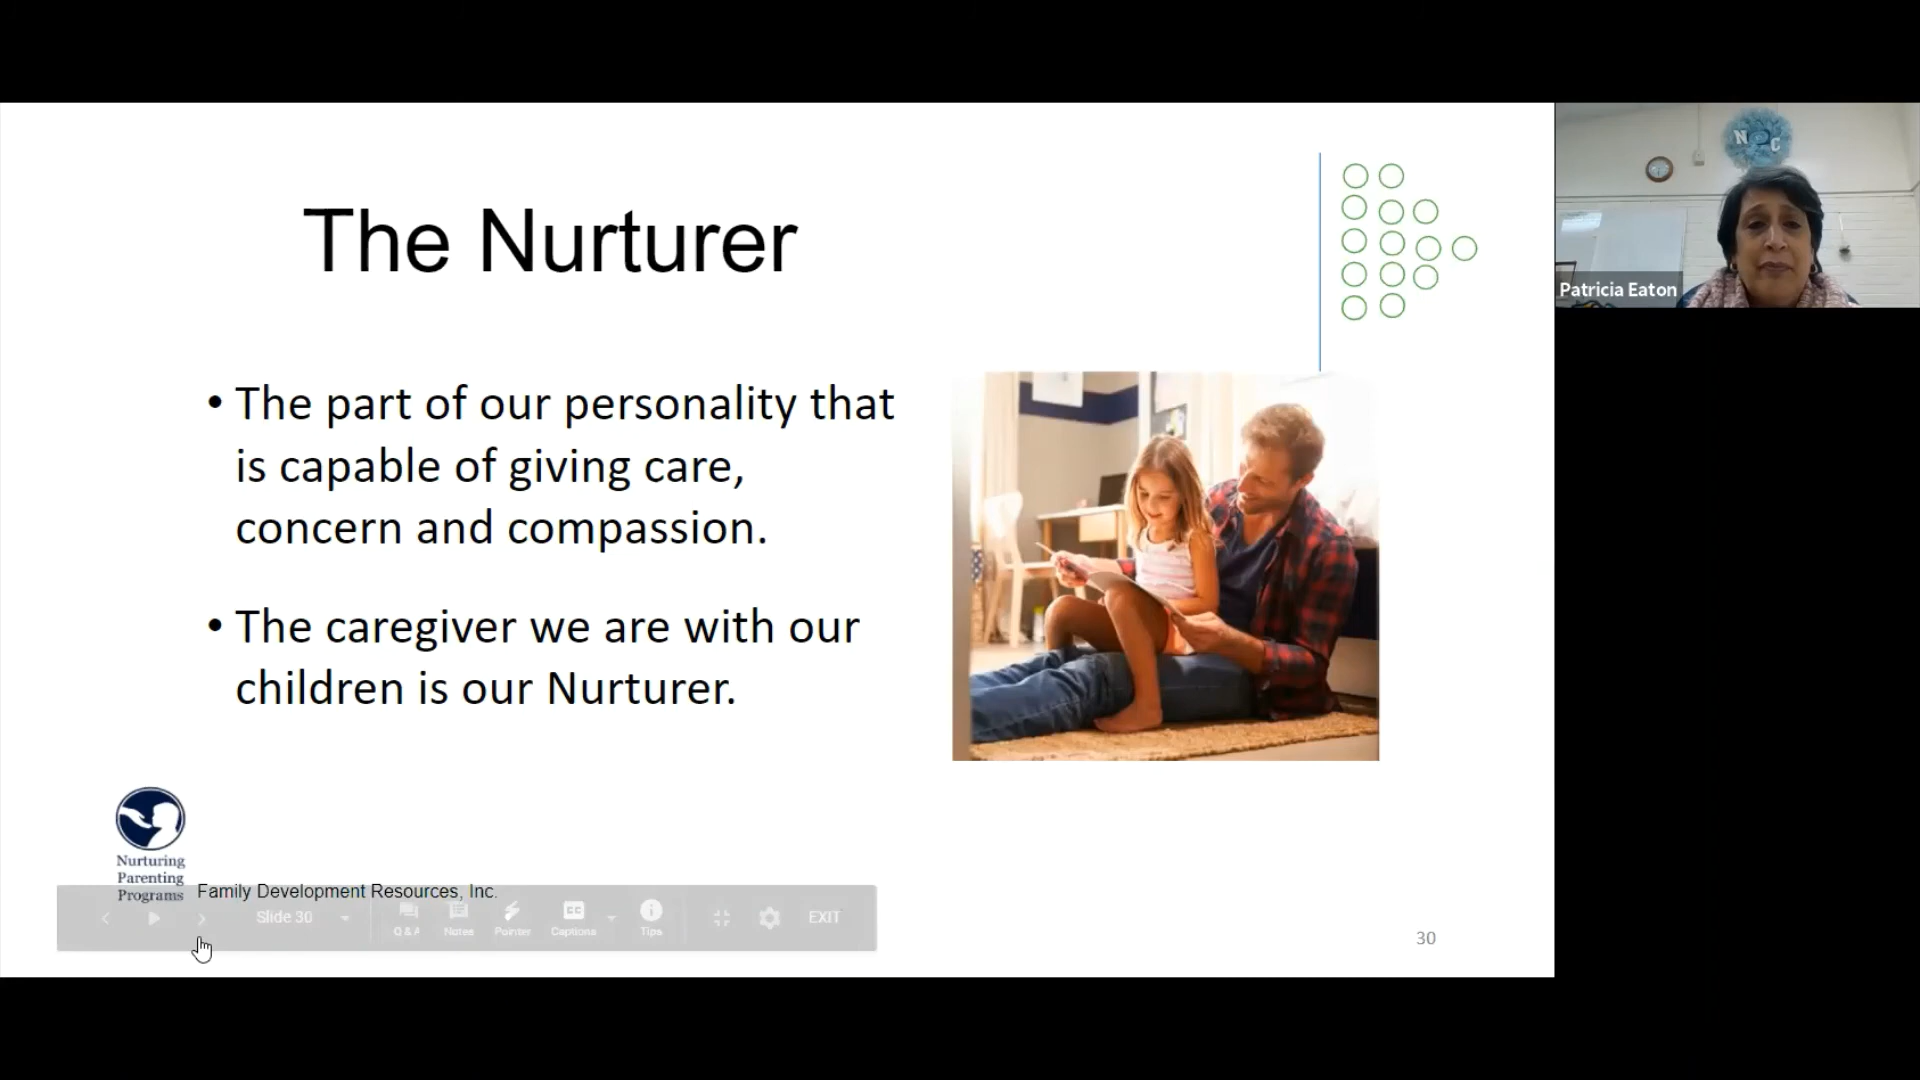 The Nurturer
• The part of our personality that
is capable of giving care,
concern and compassion.
• The caregiver we are with our
children is our Nurturer.
Nurturing
Parenting
Programs
Family Development Resources, Inc.
Slide 30
Q & A
Notes
Pointer
CC
Captions
Tips
EXIT
30
N C
Patricia Eaton